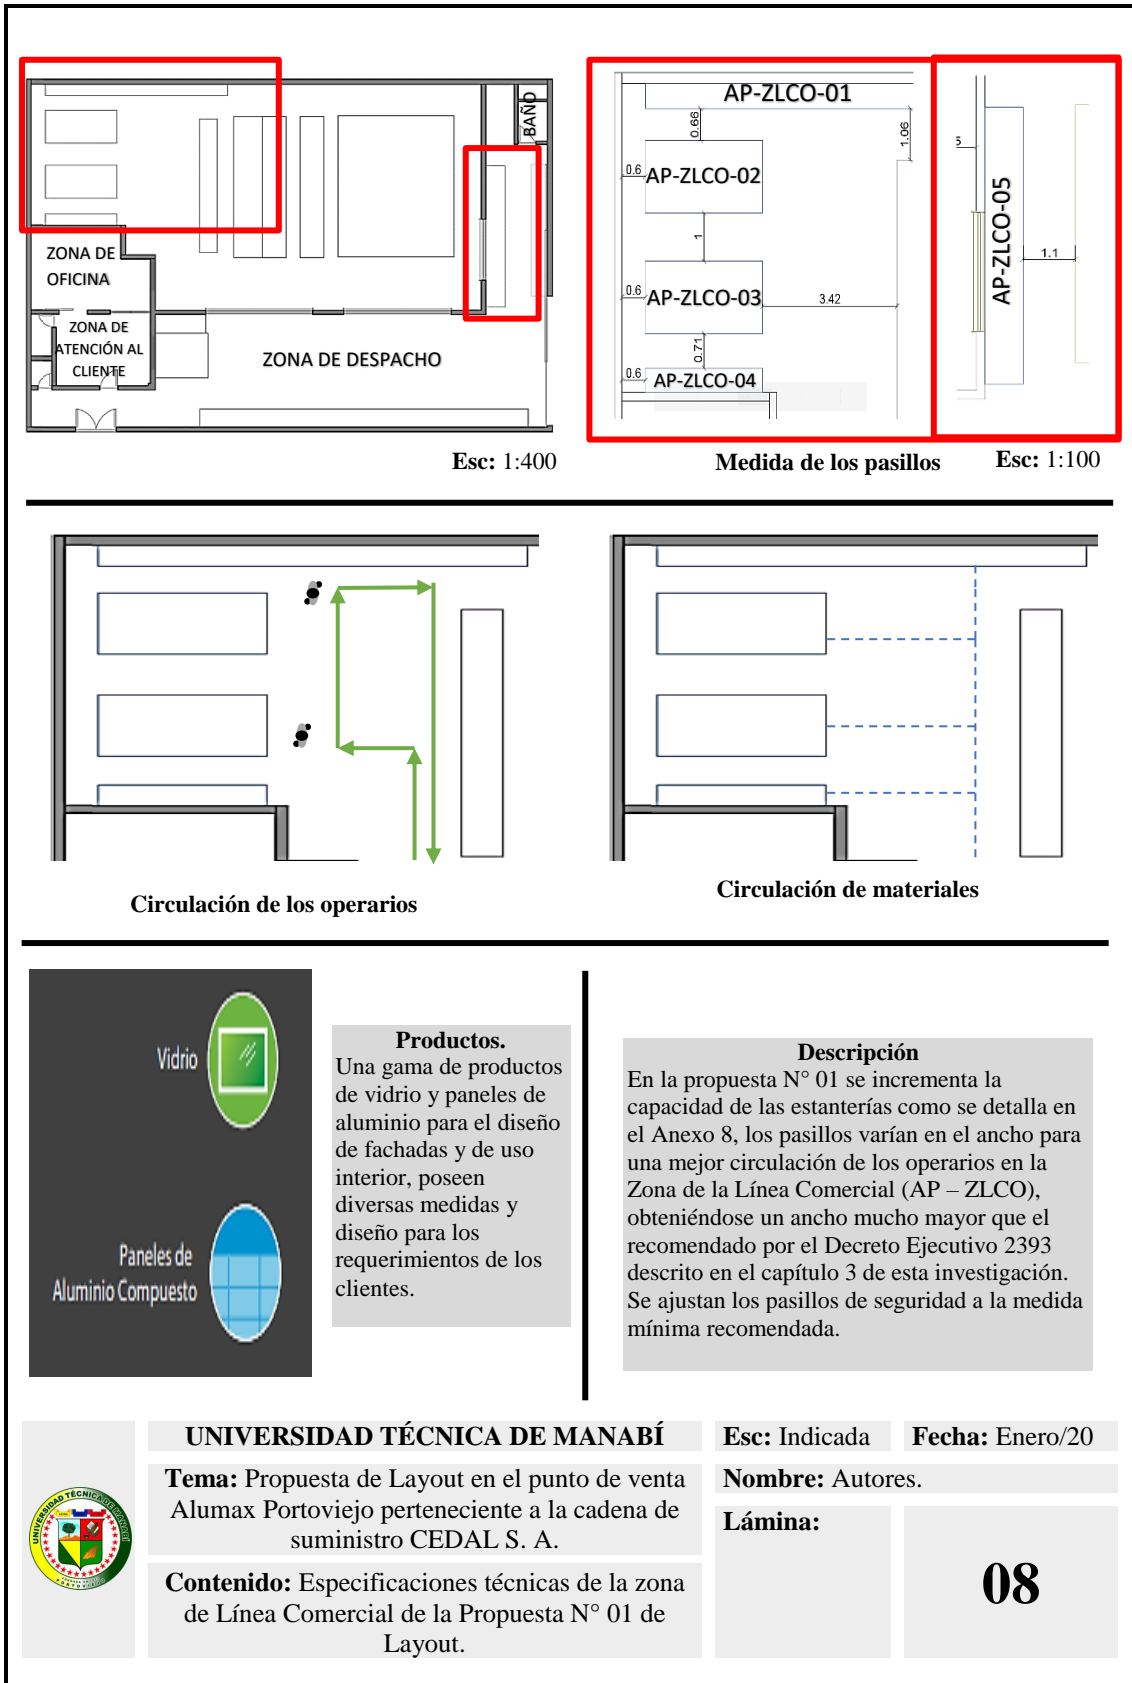 BAÑO
ZONA DE
OFICINA
ZONA DE
ATENCIÓN AL
CLIENTE
ZONA DE DESPACHO
Esc: 1:400
AP-ZLCO-01
0.66
1.06
0.6
AP-ZLCO-02
1
0.6
AP-ZLCO-03
3.42
0.71
0.6
AP-ZLCO-04
5
AP-ZLCO-05
1.1
Medida de los pasillos
Esc: 1:100
Circulación de los operarios
Circulación de materiales
Vidrio
Paneles de
Aluminio Compuesto
Productos.
Una gama de productos
de vidrio y paneles de
aluminio para el diseño
de fachadas y de uso
interior, poseen
diversas medidas y
diseño para los
requerimientos de los
clientes.
Descripción
En la propuesta N° 01 se incrementa la
capacidad de las estanterías como se detalla en
el Anexo 8, los pasillos varían en el ancho para
una mejor circulación de los operarios en la
Zona de la Línea Comercial (AP – ZLCO),
obteniéndose un ancho mucho mayor que el
recomendado por el Decreto Ejecutivo 2393
descrito en el capítulo 3 de esta investigación.
Se ajustan los pasillos de seguridad a la medida
mínima recomendada.
UNIVERSIDAD TÉCNICA DE MANABÍ
Esc: Indicada
Fecha: Enero/20
Tema: Propuesta de Layout en el punto de venta
Alumax Portoviejo perteneciente a la cadena de
suministro CEDAL S. A.
Nombre: Autores.
Lámina:
08
Contenido: Especificaciones técnicas de la zona
de Línea Comercial de la Propuesta N° 01 de
Layout.
UNIVERSIDAD TÉCNICA DE MANABÍ
PORTOVIEJO